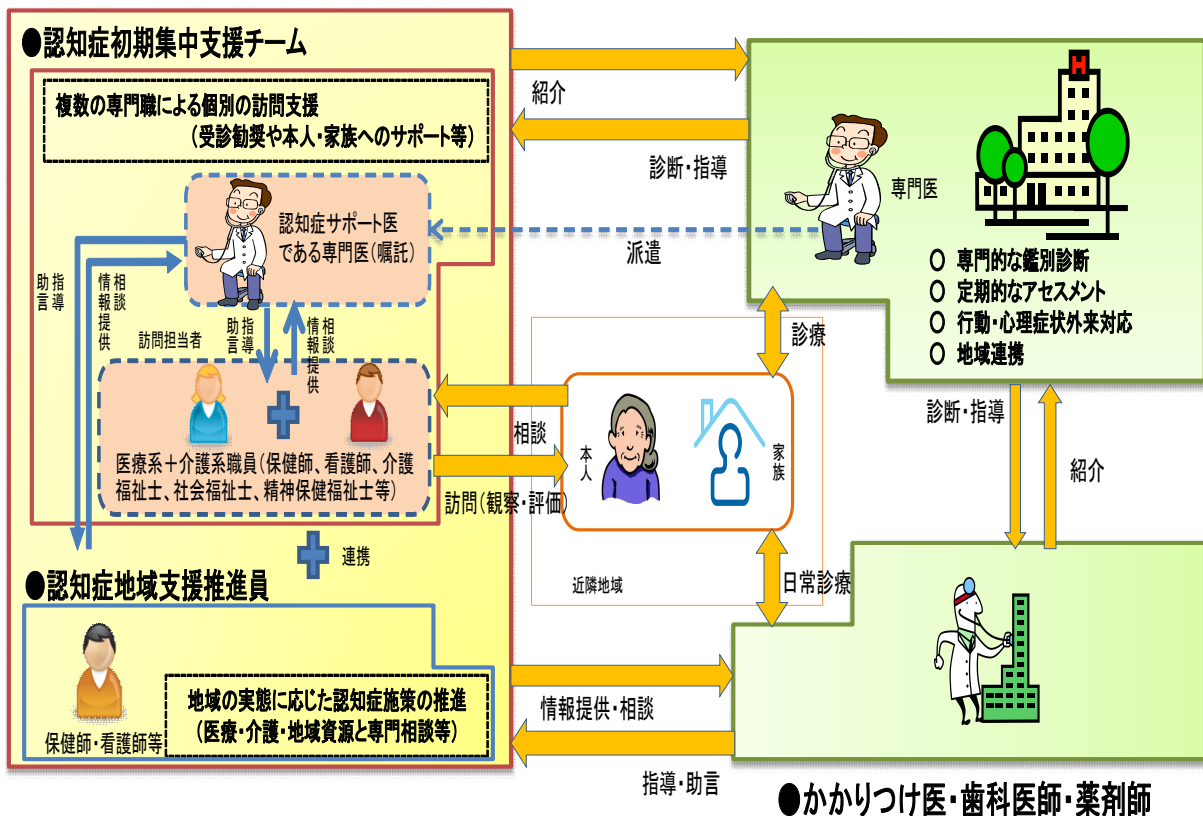 ●認知症初期集中支援チーム
複数の専門職による個別の訪問支援
(受診勧奨や本人・家族へのサポート等)
認知症サポート医
である専門医(嘱託)
指導
助言
相談
情報提供
訪問担当者
指導
助言
相談
情報提供
医療系+介護系職員(保健師、看護師、介護
福祉士、社会福祉士、精神保健福祉士等)
連携
●認知症地域支援推進員
保健師・看護師等
地域の実態に応じた認知症施策の推進
(医療・介護・地域資源と専門相談等)
紹介
診断・指導
派遣
診療
相談
訪問(観察・評価)
本人
家族
近隣地域
日常診療
情報提供・相談
指導・助言
H
専門医
○ 専門的な鑑別診断
○ 定期的なアセスメント
○ 行動・心理症状外来対応
○ 地域連携
診断・指導
紹介
●かかりつけ医・歯科医師・薬剤師